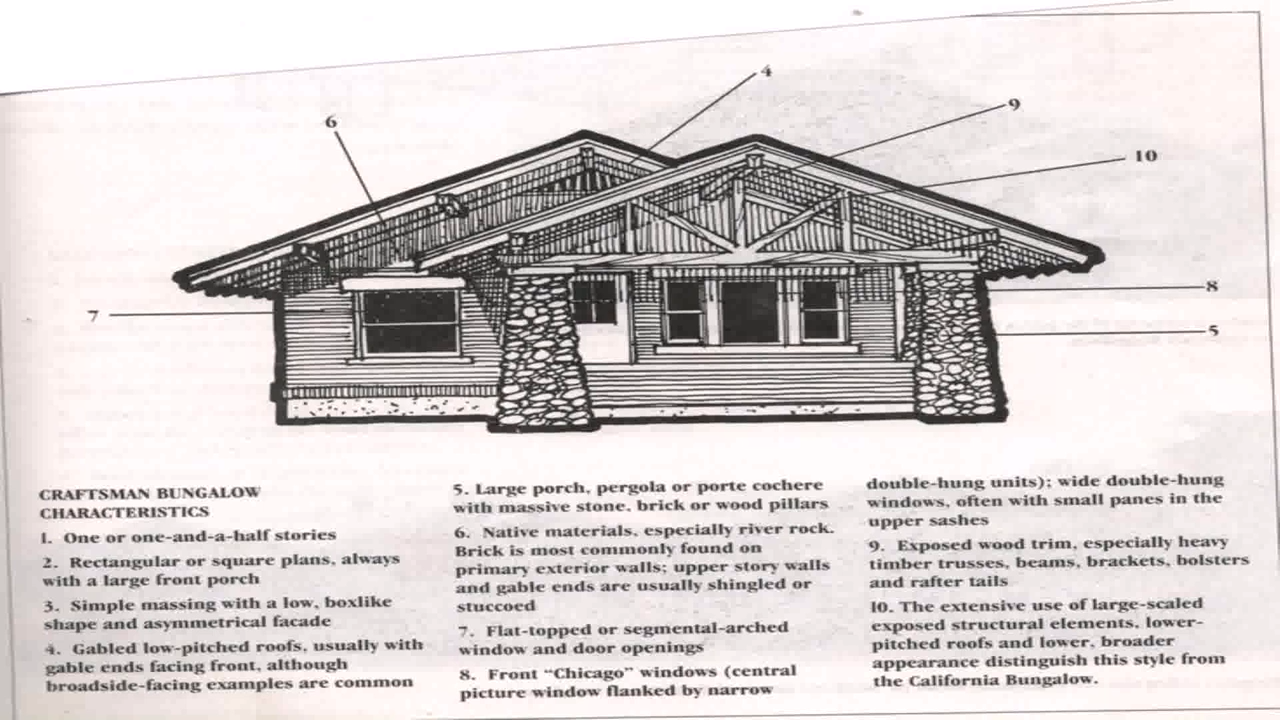 4
9
6
10
8
7
5
CRAFTSMAN BUNGALOW
CHARACTERISTICS
1. One or one-and-a-half stories
2. Rectangular or square plans, always
with a large front porch
3. Simple massing with a low, boxlike
shape and asymmetrical facade
4. Gabled low-pitched roofs, usually with
gable ends facing front, although
broadside-facing examples are common
5. Large porch, pergola or porte cochere
with massive stone, brick or wood pillars
6. Native materials, especially river rock.
Brick is most commonly found on
primary exterior walls; upper story walls
and gable ends are usually shingled or
stuccoed
7. Flat-topped or segmental-arched
window and door openings
8. Front “Chicago” windows (central
picture window flanked by narrow
double-hung units); wide double-hung
windows, often with small panes in the
upper sashes
9. Exposed wood trim, especially heavy
timber trusses, beams, brackets, bolsters
and rafter tails
10. The extensive use of large-scaled
exposed structural elements, lower-
pitched roofs and lower, broader
appearance distinguish this style from
the California Bungalow.